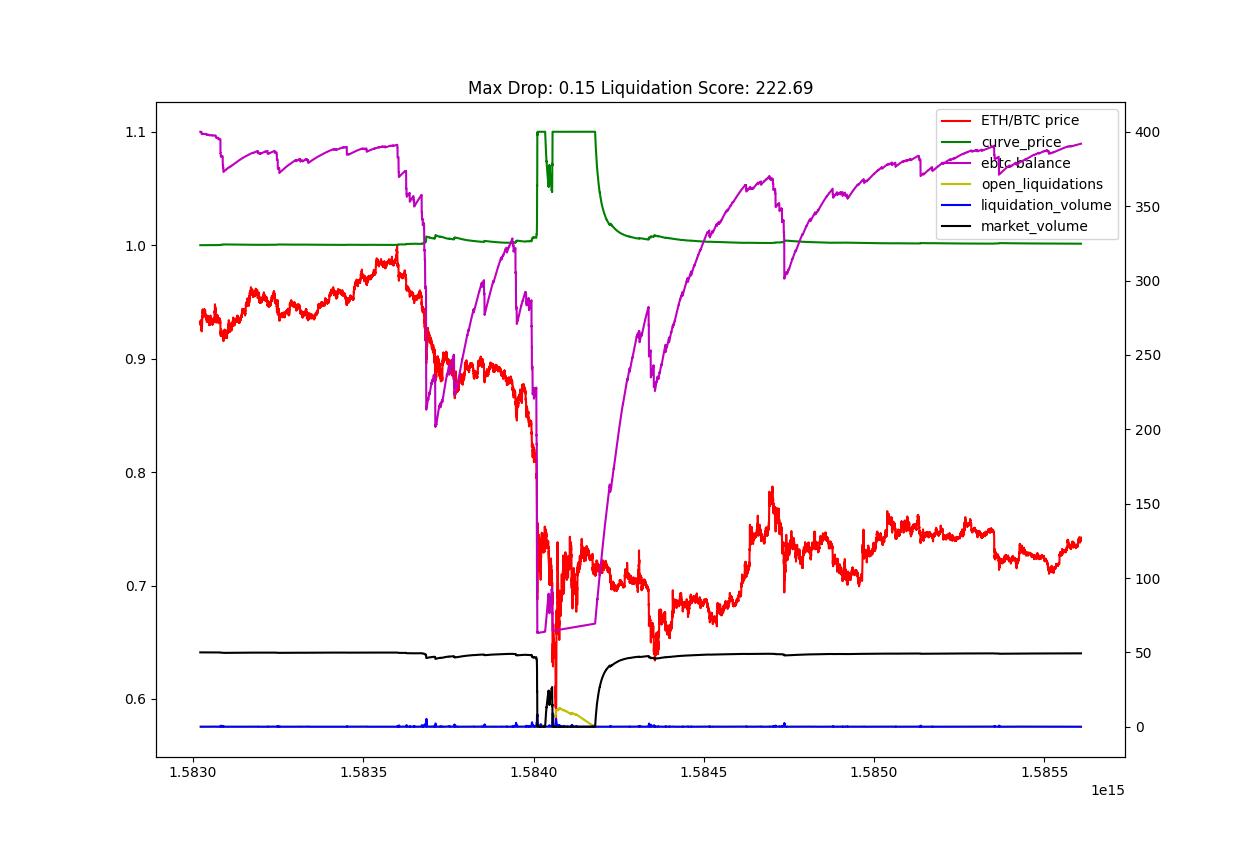 Max Drop: 0.15 Liquidation Score: 222.69
1.1
1.0
0.9
0.8
0.7
0.6
ETH/BTC price
curve_price
ebtc balance
open_liquidations
liquidation_volume
market_volume
400
350
300
250
200
150
100
50
0
1.5830 1.5835 1.5840 1.5845 1.5850 1.5855
1e15